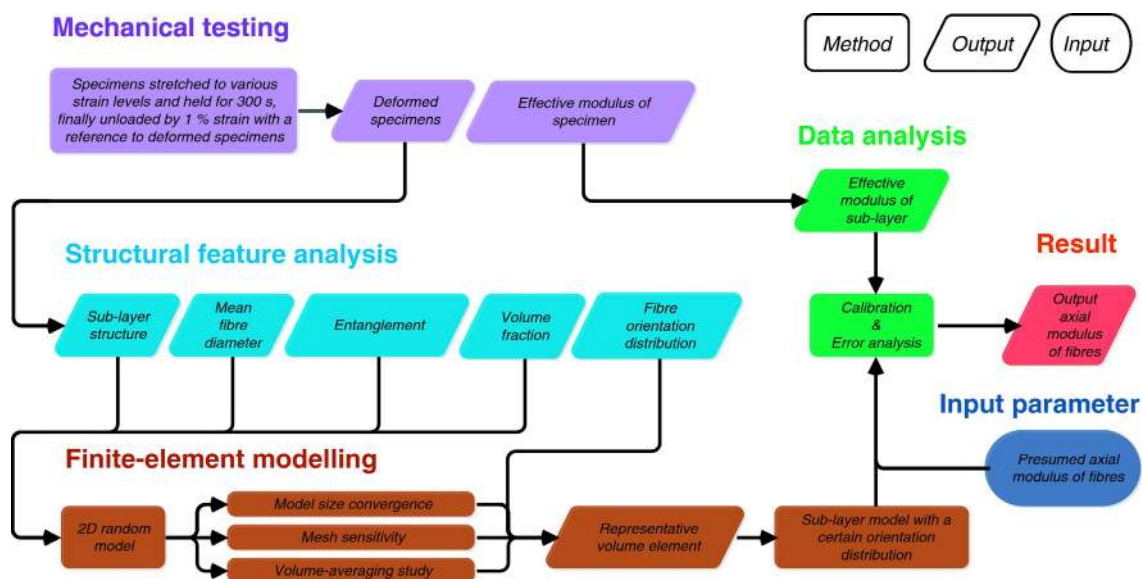 Mechanical testing
Method
Output
Input
Specimens stretched to various
strain levels and held for 300 s,
finally unloaded by 1 % strain with a
reference to deformed specimens
Deformed
specimens
Effective modulus of
specimen
Data analysis
Effective
modulus of
sub-layer
Structural feature analysis
Result
Sub-layer
structure
Mean
fibre
diameter
Entanglement
Volume
fraction
Fibre
orientation
distribution
Calibration
&
Error analysis
Output
axial
modulus
of fibres
Input parameter
Presumed axial
modulus of fibres
Finite-element modelling
2D random
model
Model size convergence
Mesh sensitivity
Volume-averaging study
Representative
volume element
Sub-layer model with a
certain orientation
distribution